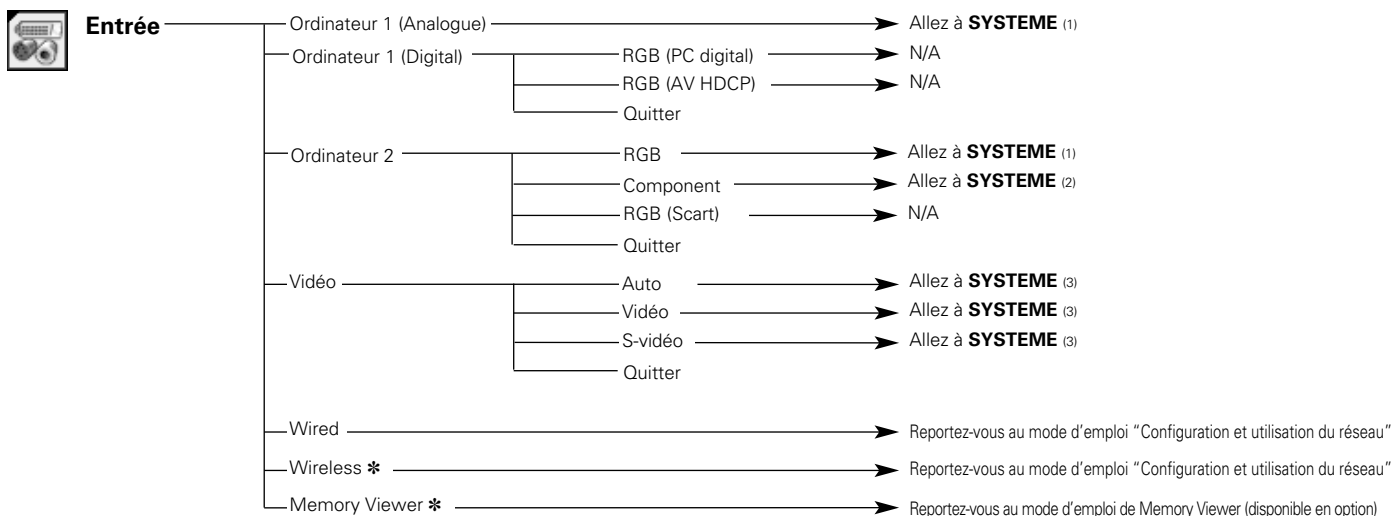 Entrée Ordinateur 1 (Analogue) Allez à SYSTEME (1)
Ordinateur 1 (Digital) RGB (PC digital) N/A
RGB (AV HDCP) N/A
Quitter
Ordinateur 2 RGB Allez à SYSTEME (1)
Component Allez à SYSTEME (2)
RGB (Scart) N/A
Quitter
Vidéo Auto Allez à SYSTEME (3)
Vidéo Allez à SYSTEME (3)
S-vidéo Allez à SYSTEME (3)
Quitter
Wired Reportez-vous au mode d'emploi “Configuration et utilisation du réseau”
Wireless ✽ Reportez-vous au mode d'emploi “Configuration et utilisation du réseau”
Memory Viewer ✽ Reportez-vous au mode d'emploi de Memory Viewer (disponible en option)